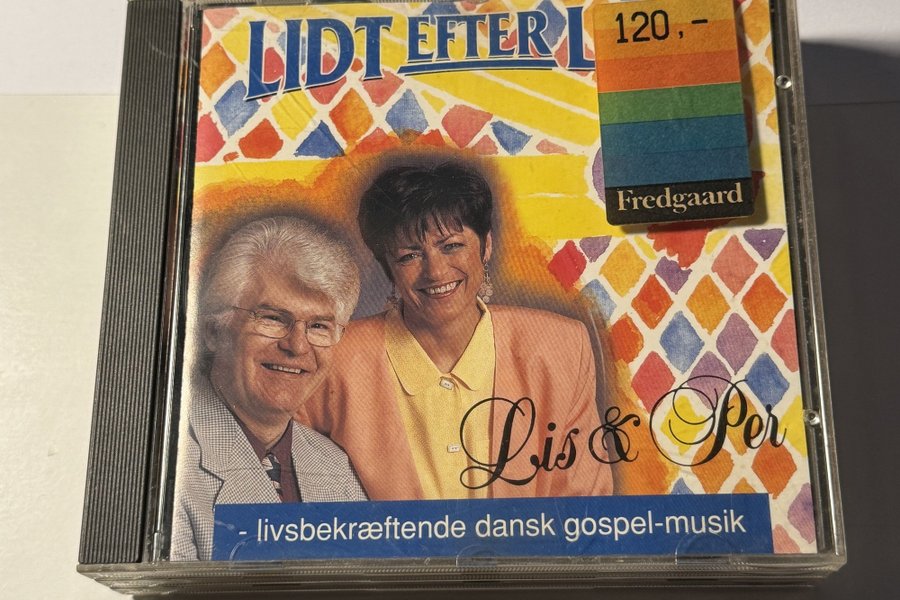 LIDT EFTER L
120,-
Fredgaard
Lis & Per
- livsbekræftende dansk gospel-musik